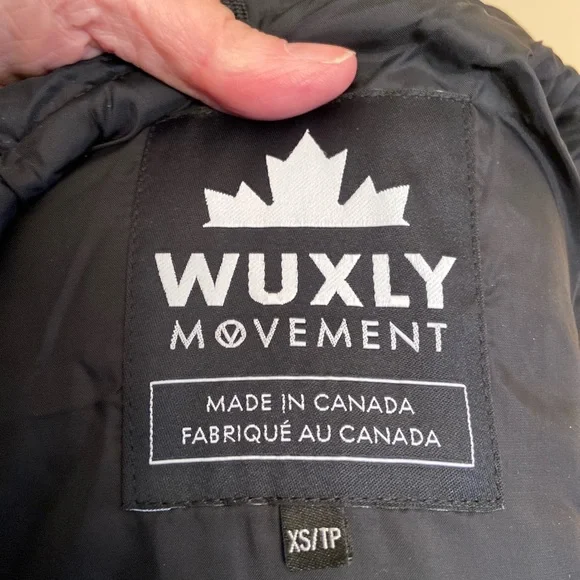 WUXLY
MOVEMENT
MADE IN CANADA
FABRIQUÉ AU CANADA
XS/TP